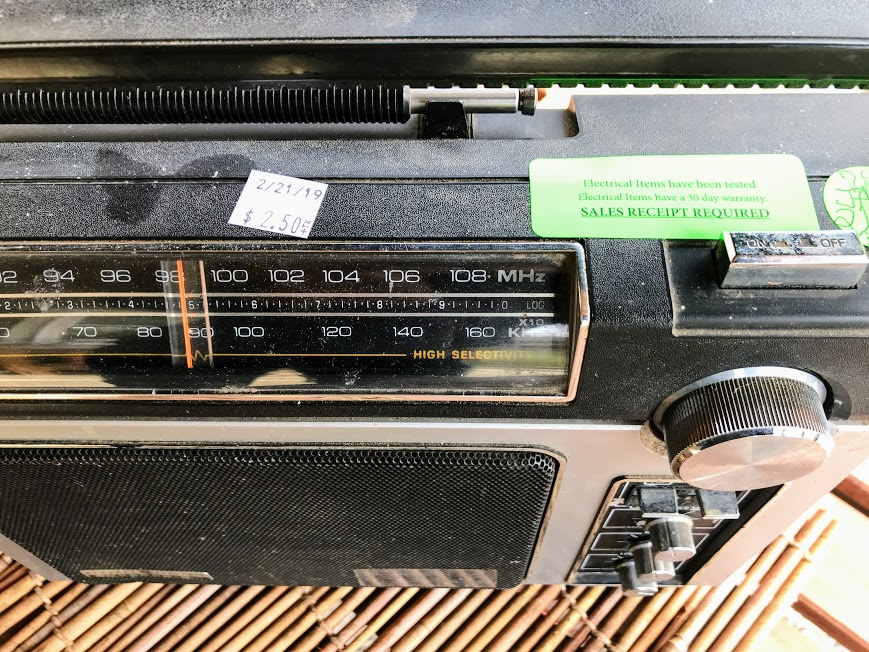 2/21/19
$2.50
Electrical Items have been tested.
Electrical Items have a 30 day warranty.
SALES RECEIPT REQUIRED
ON OFF
92 94 96 98 100 102 104 106 108 MHz
2 3 4 5 6 7 8 9 0 LOG
X10
70 80 90 100 120 140 160 KHz
HIGH SELECTIVITY